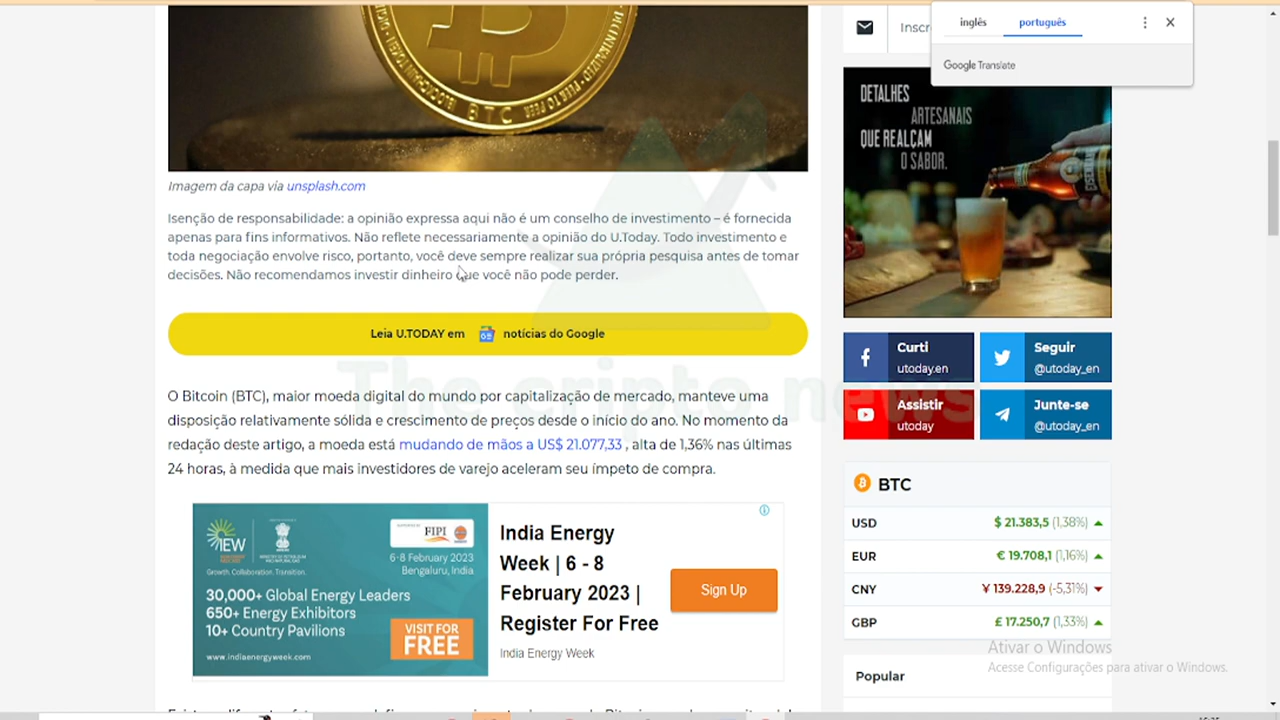 inglês
português
Google Translate
BTC
Imagem da capa via unsplash.com
Isenção de responsabilidade: a opinião expressa aqui não é um conselho de investimento – é fornecida
apenas para fins informativos. Não reflete necessariamente a opinião do U.Today. Todo investimento e
toda negociação envolve risco, portanto, você deve sempre realizar sua própria pesquisa antes de tomar
decisões. Não recomendamos investir dinheiro que você não pode perder.
Leia U.TODAY em notícias do Google
O Bitcoin (BTC), maior moeda digital do mundo por capitalização de mercado, manteve uma
disposição relativamente sólida e crescimento de preços desde o início do ano. No momento da
redação deste artigo, a moeda está mudando de mãos a US$ 21.077,33 , alta de 1,36% nas últimas
24 horas, à medida que mais investidores de varejo aceleram seu ímpeto de compra.
The cripto news
IEW
Growth. Collaboration. Transition.
FIPI
6-8 February 2023
Bengaluru, India
30,000+ Global Energy Leaders
650+ Energy Exhibitors
10+ Country Pavilions
VISIT FOR
FREE
www.indiaenergyweek.com
India Energy
Week | 6 - 8
February 2023 |
Register For Free
India Energy Week
Sign Up
DETALHES
ARTESANAIS
QUE REALÇAM
O SABOR.
Curti
utoday.en
Seguir
@utoday_en
Assistir
utoday
Junte-se
@utoday_en
BTC
USD $ 21.383,5 (1,38%)
EUR € 19.708,1 (1,16%)
CNY ¥ 139.228,9 (-5,31%)
GBP £ 17.250,7 (1,33%)
Ativar o Windows
Acesse Configurações para ativar o Windows.
Popular